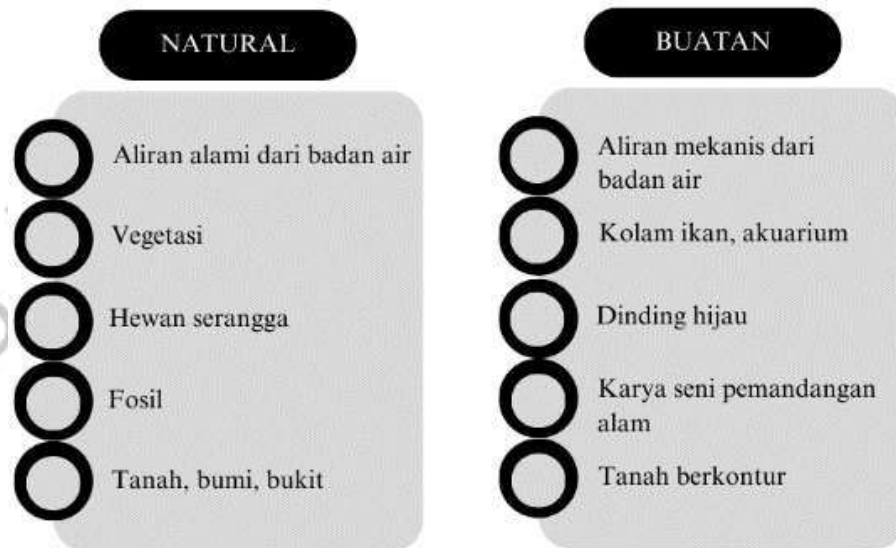 NATURAL
Aliran alami dari badan air
Vegetasi
Hewan serangga
Fosil
Tanah, bumi, bukit
BUATAN
Aliran mekanis dari
badan air
Kolam ikan, akuarium
Dinding hijau
Karya seni pemandangan
alam
Tanah berkontur